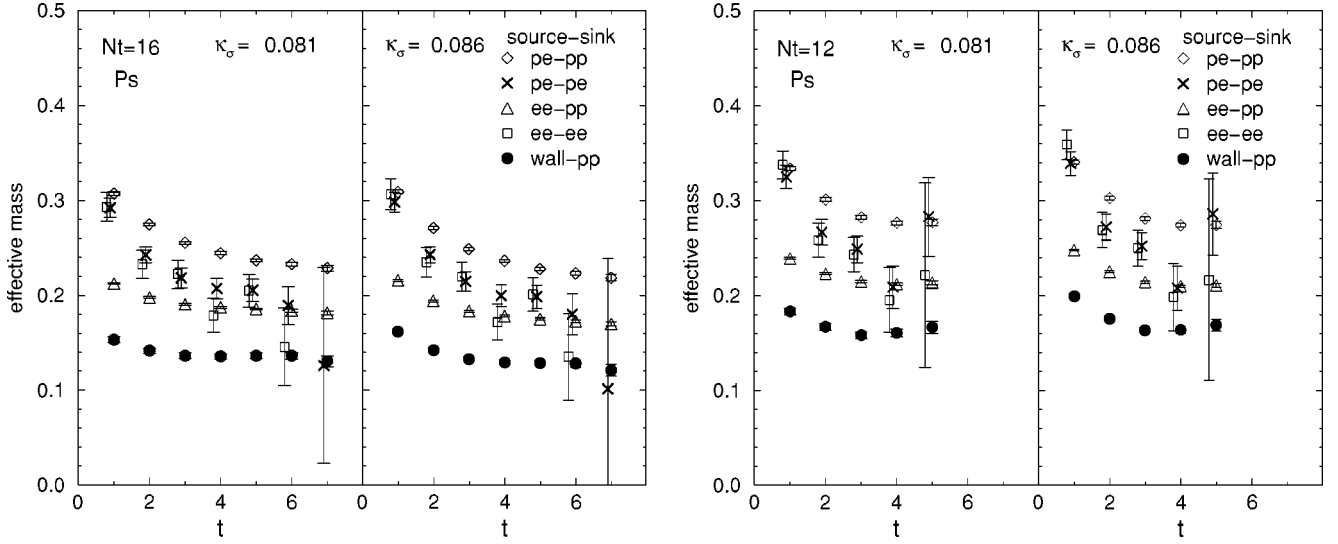 0.5
0.4
0.3
0.2
0.1
0.0
effective mass
Nt=16
κσ= 0.081
Ps
κσ= 0.086
source−sink
pe−pp
pe−pe
ee−pp
ee−ee
wall−pp
0 2 4 6 0 2 4 6
t t
0.5
0.4
0.3
0.2
0.1
0.0
effective mass
Nt=12
κσ= 0.081
Ps
κσ= 0.086
source−sink
pe−pp
pe−pe
ee−pp
ee−ee
wall−pp
0 2 4 6 0 2 4 6
t t